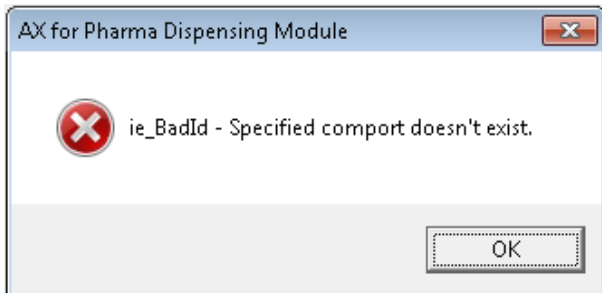 AX for Pharma Dispensing Module
ie_BadId - Specified comport doesn't exist.
OK